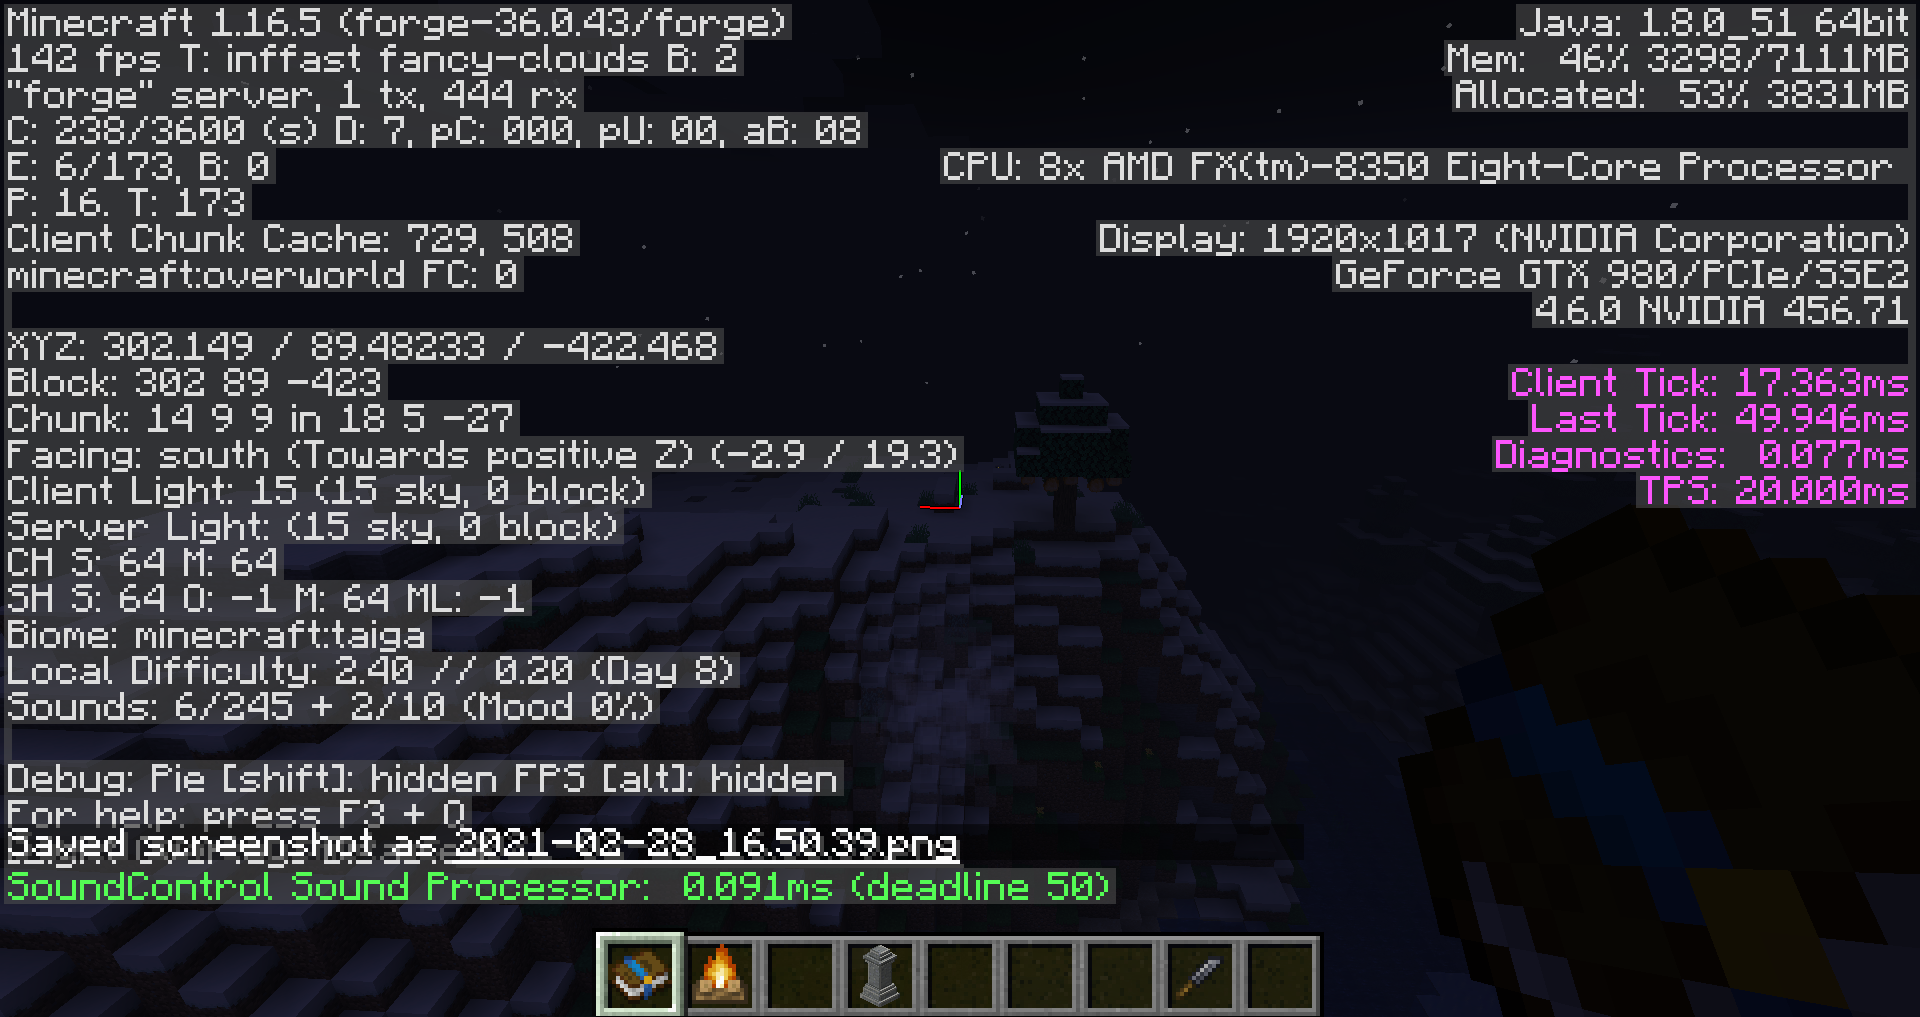 Minecraft 1.16.5 (forge-36.0.43/forge)
142 fps T: inffast fancy-clouds B: 2
"forge" server, 1 tx, 444 rx
C: 238/3600 (s) D: 7, pC: 000, pU: 00, aB: 08
E: 6/173, B: 0
P: 16. T: 173
Client Chunk Cache: 729, 508
minecraft:overworld FC: 0
XYZ: 302.149 / 89.48233 / -422.468
Block: 302 89 -423
Chunk: 14 9 9 in 18 5 -27
Facing: south (Towards positive Z) (-2.9 / 19.3)
Client Light: 15 (15 sky, 0 block)
Server Light: (15 sky, 0 block)
CH S: 64 M: 64
SH S: 64 O: -1 M: 64 ML: -1
Biome: minecraft:taiga
Local Difficulty: 2.40 // 0.20 (Day 8)
Sounds: 6/245 + 2/10 (Mood 0%)
Debug: Pie [shift]: hidden FPS [alt]: hidden
For help: press F3 + Q
Saved screenshot as 2021-02-28_16.50.39.png
SoundControl Sound Processor: 0.091ms (deadline 50)
Java: 1.8.0_51 64bit
Mem: 46% 3298/7111MB
Allocated: 53% 3831MB
CPU: 8x AMD FX(tm)-8350 Eight-Core Processor
Display: 1920x1017 (NVIDIA Corporation)
GeForce GTX 980/PCIe/SSE2
4.6.0 NVIDIA 456.71
Client Tick: 17.363ms
Last Tick: 49.946ms
Diagnostics: 0.077ms
TPS: 20.000ms